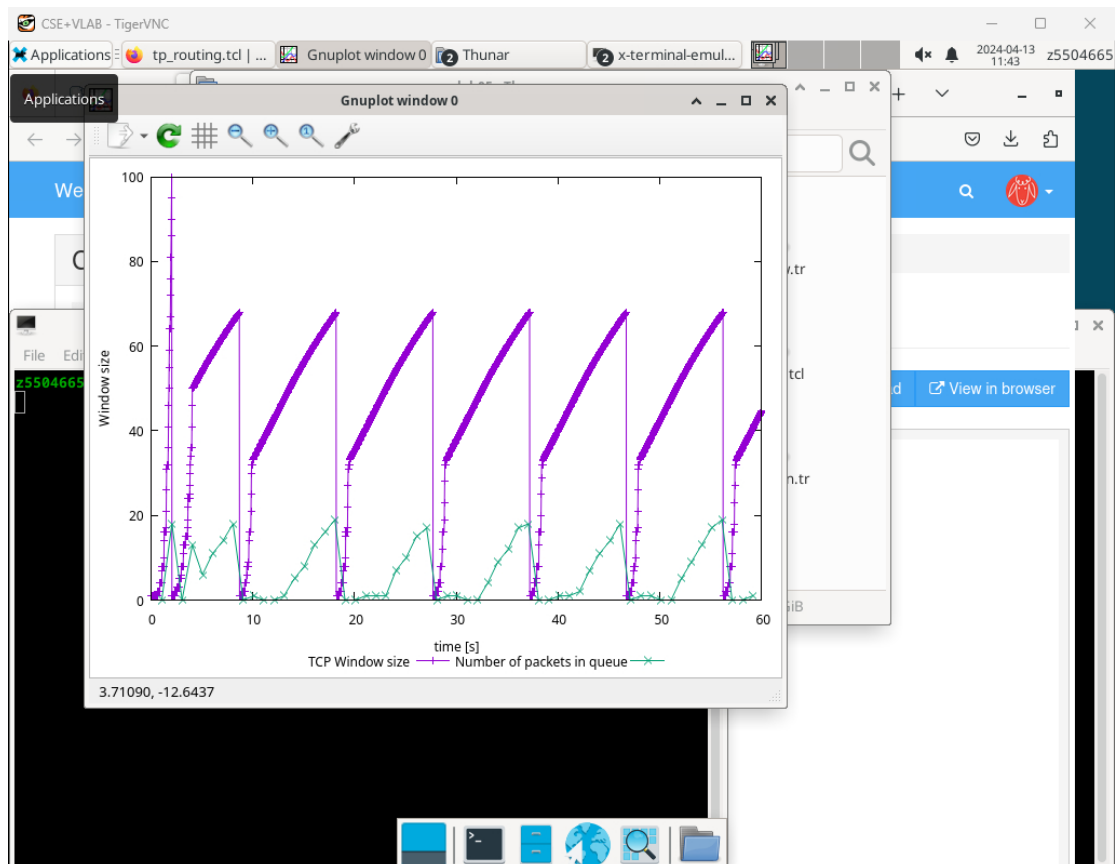 CSE+VLAB - TigerVNC
Applications
tp_routing.tcl | ...
Gnuplot window 0
2 Thunar
2 x-terminal-emul...
2024-04-13
11:43
z5504665
Applications
Gnuplot window 0
We
C
100
80
60
40
20
0
Window size
0 10 20 30 40 50 60
time [s]
TCP Window size
Number of packets in queue
3.71090, -12.6437
.tr
tcl
n.tr
iB
File Edi
z5504665
d
View in browser